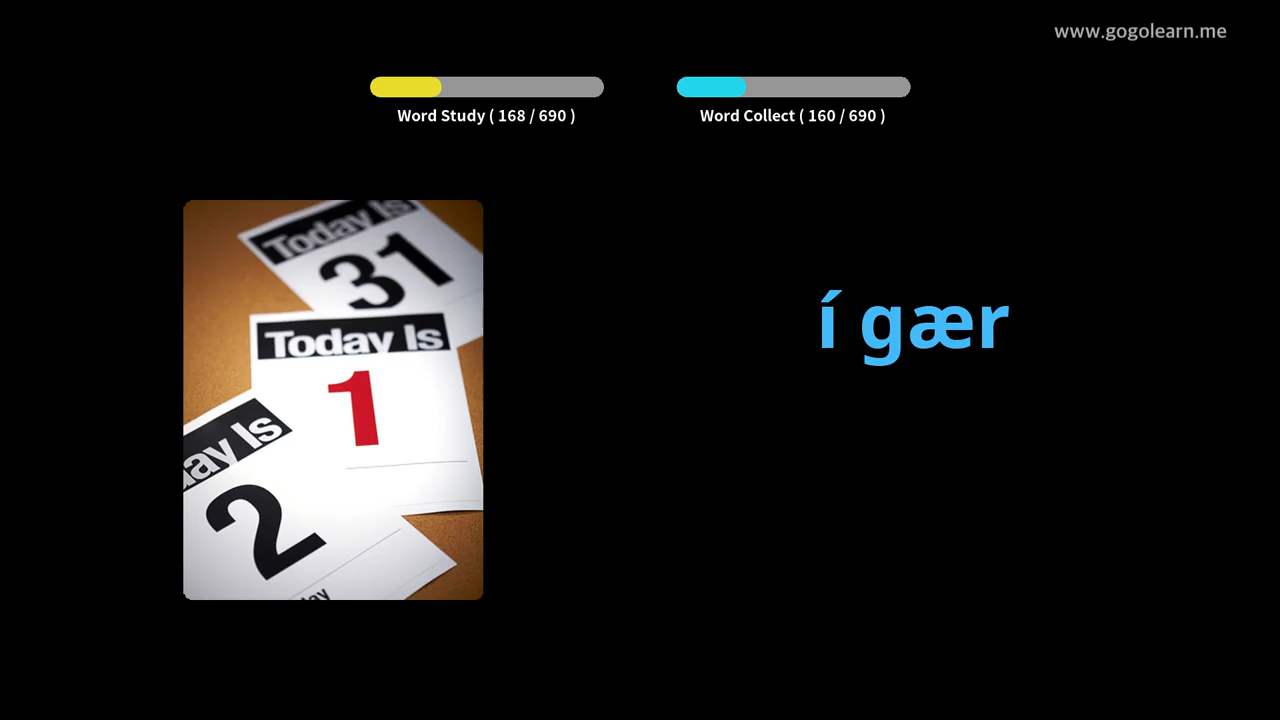 www.gogolearn.me
Word Study ( 168 / 690 )
Word Collect ( 160 / 690 )
Today Is
31
Today Is
1
ay Is
2
ay
í gær